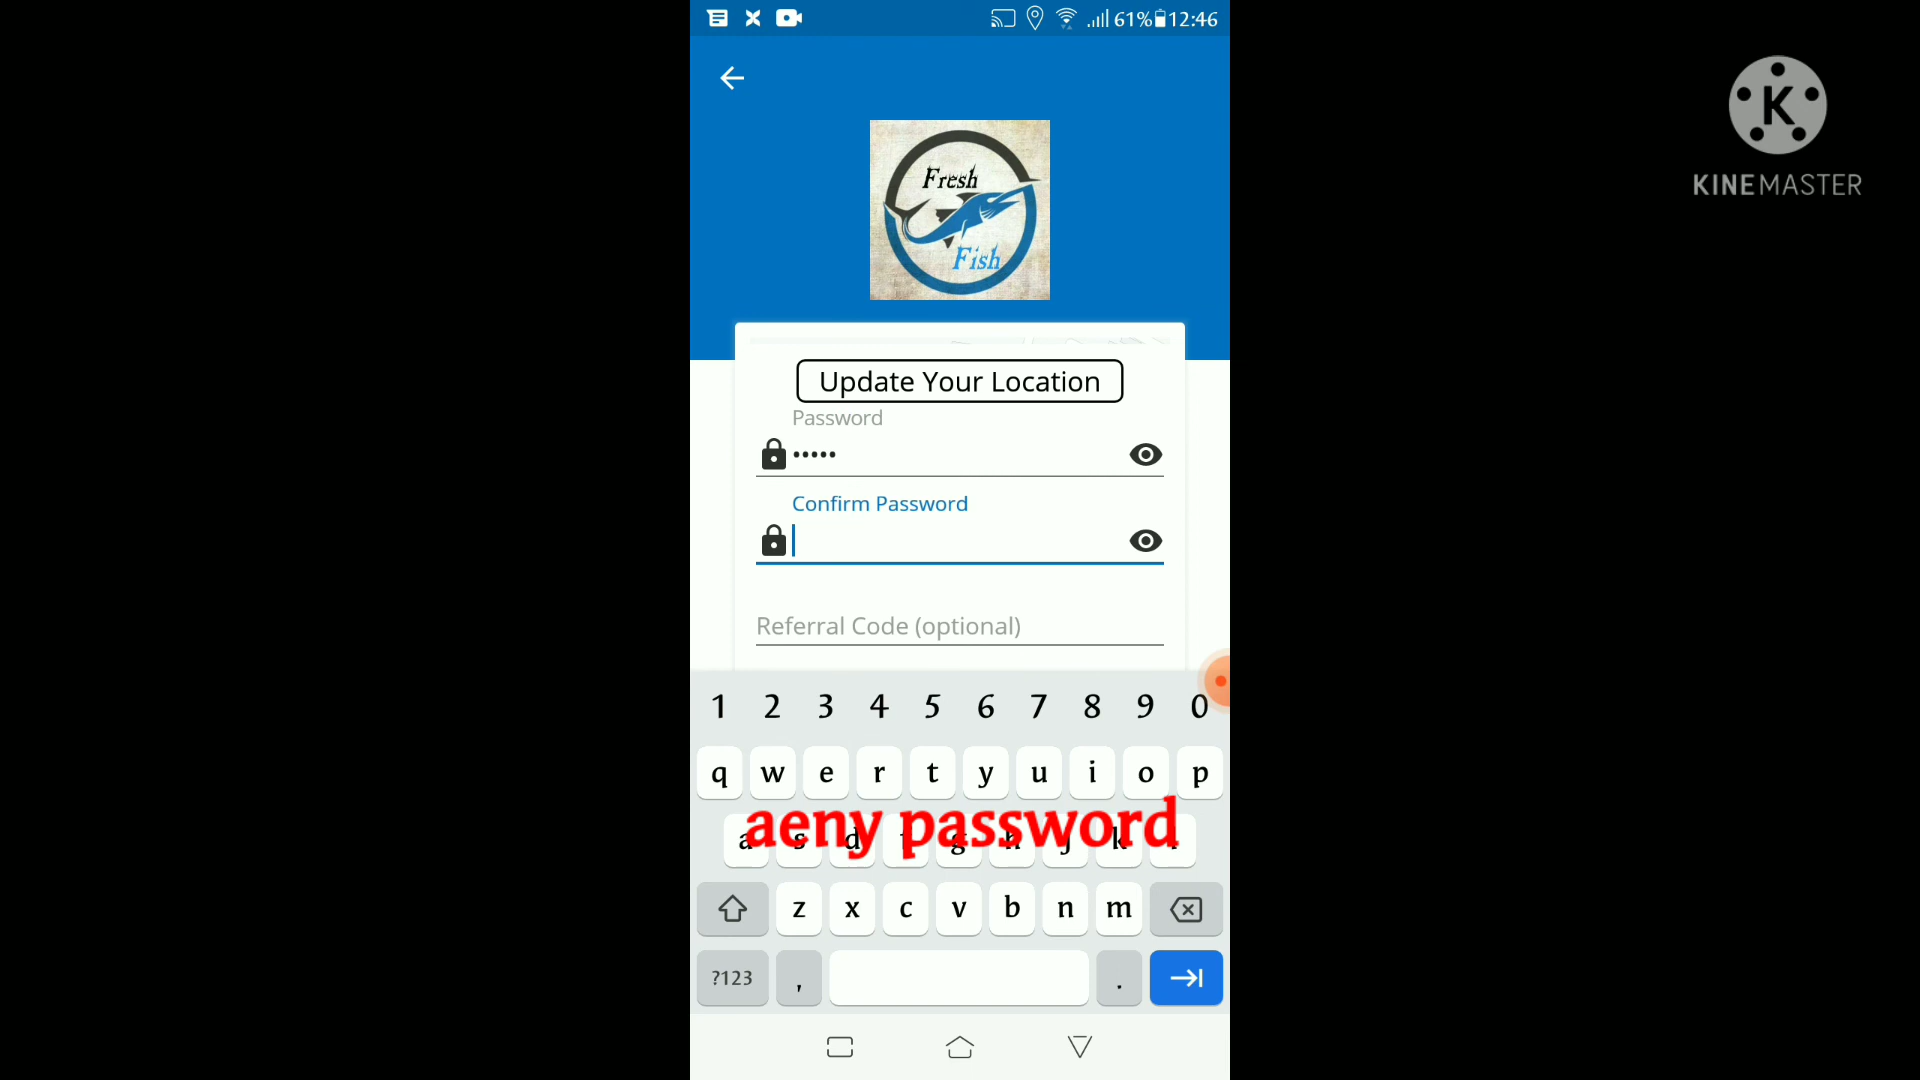 61% 12:46
K
KINEMASTER
Fresh
Fish
Update Your Location
Password
•••••
Confirm Password
Referral Code (optional)
1 2 3 4 5 6 7 8 9 0
q w e r t y u i o p
aeny password
a s d f g h j k l
z x c v b n m
?123 , .